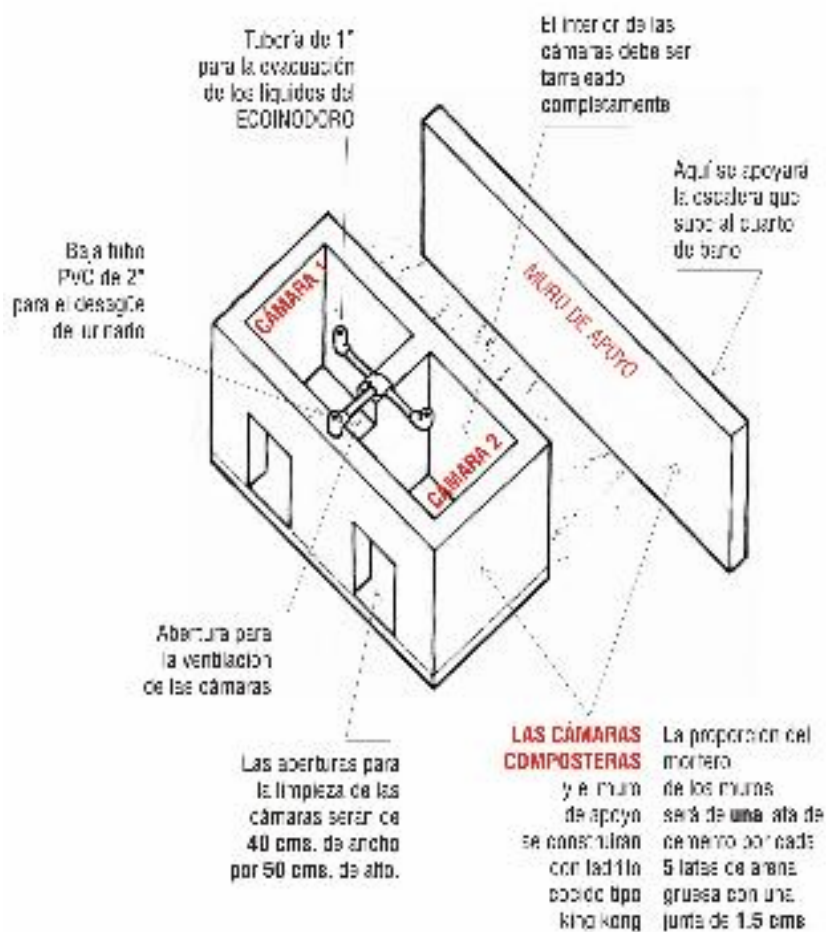 Tubería de 1"
para la evacuación
de los líquidos del
ECOINODORO
El interior de las
cámaras debe ser
tarrajeado
completamente
Aquí se apoyará
la escalera que
sube al cuarto
de baño
Baja tubo
PVC de 2"
para el desagüe
del urinario
CÁMARA 1
CÁMARA 2
MURO DE APOYO
Abertura para
la ventilación
de las cámaras
Las aberturas para
la limpieza de las
cámaras serán de
40 cms. de ancho
por 50 cms. de alto.
LAS CÁMARAS
COMPOSTERAS
y el muro
de apoyo
se construirán
con ladrillo
cocido tipo
king kong
La proporción del
mortero
de los muros
será de una lata de
cemento por cada
5 latas de arena
gruesa con una
junta de 1.5 cms